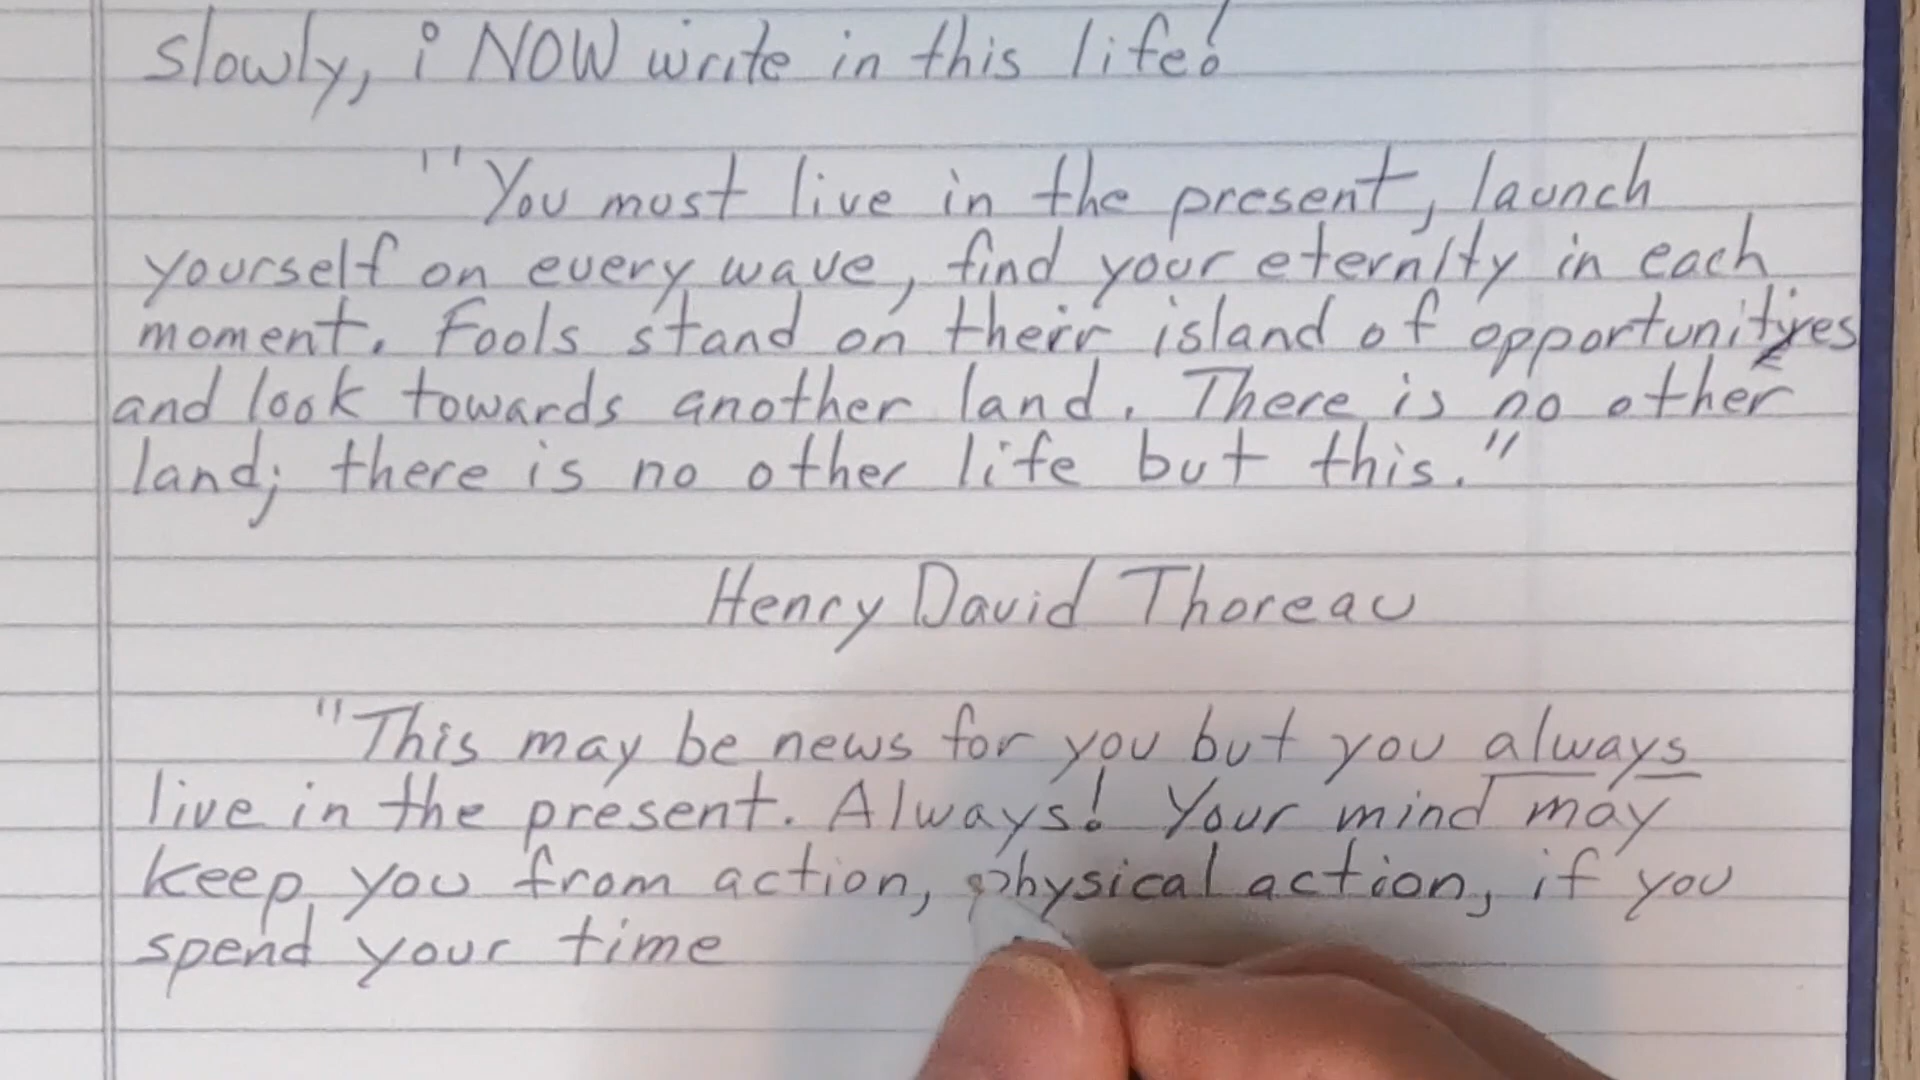 slowly, i NOW write in this life!
"You must live in the present, launch
yourself on every wave, find your eternity in each
moment. Fools stand on their island of opportunities
and look towards another land. There is no other
land; there is no other life but this."
Henry David Thoreau
"This may be news for you but you always
live in the present. Always! Your mind may
keep you from action, physical action, if you
spend your time